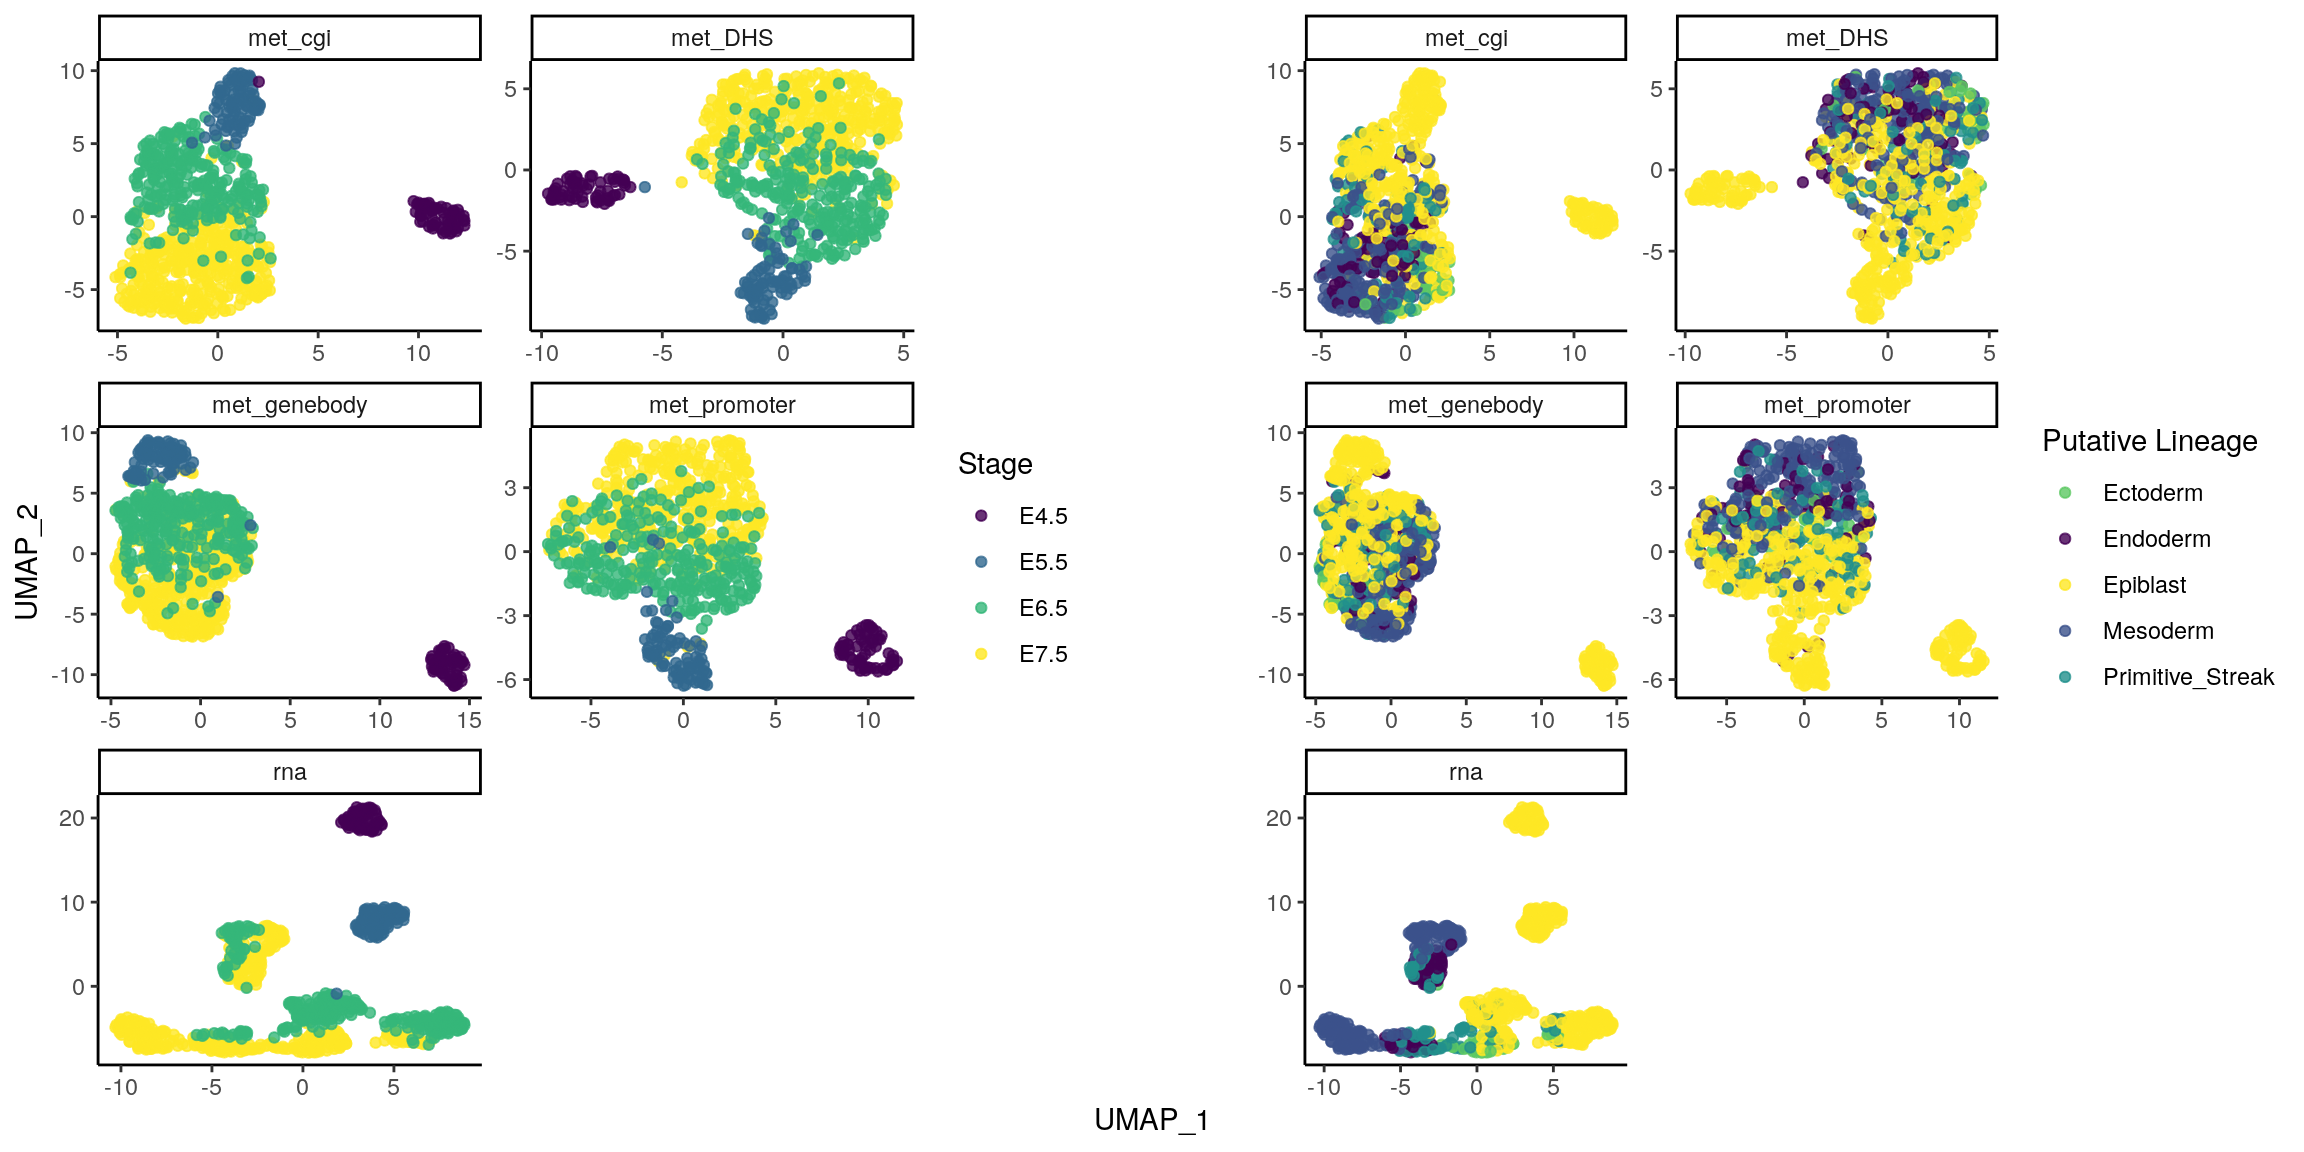 met_cgi
met_DHS
met_cgi
met_DHS
10
5
0
-5
5
0
-5
10
5
0
-5
5
0
-5
-5 0 5 10
-10 -5 0 5
-5 0 5 10
-10 -5 0 5
met_genebody
met_promoter
met_genebody
met_promoter
10
5
0
-5
-10
3
0
-3
-6
10
5
0
-5
-10
3
0
-3
-6
-5 0 5 10 15
-5 0 5 10
-5 0 5 10 15
-5 0 5 10
UMAP_2
Stage
E4.5
E5.5
E6.5
E7.5
Putative Lineage
Ectoderm
Endoderm
Epiblast
Mesoderm
Primitive_Streak
rna
rna
20
10
0
20
10
0
-10 -5 0 5
-10 -5 0 5
UMAP_1